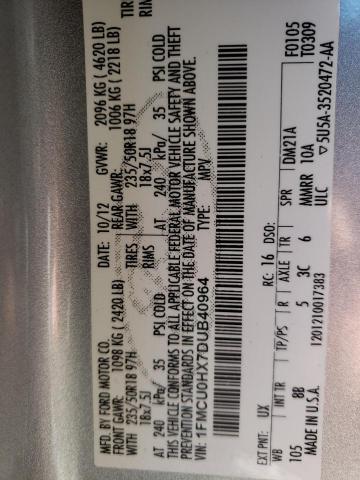 MFD. BY FORD MOTOR CO.
DATE: 10/12 GVWR: 2096 KG ( 4620 LB)
FRONT GAWR: 1098 KG ( 2420 LB) REAR GAWR: 1006 KG ( 2218 LB)
WITH 235/50R18 97H TIRES WITH 235/50R18 97H TIR
18x7.5J RIMS 18x7.5J RIM
AT 240 kPa/ 35 PSI COLD AT 240 kPa/ 35 PSI COLD
THIS VEHICLE CONFORMS TO ALL APPLICABLE FEDERAL MOTOR VEHICLE SAFETY AND THEFT
PREVENTION STANDARDS IN EFFECT ON THE DATE OF MANUFACTURE SHOWN ABOVE.
VIN: 1FMCU0HX7DUB40964
TYPE: MPV
F0105
T0309
EXT PNT: UX RC: 16 DSO:
WB INT TR TP/PS R AXLE TR SPR DM21A
105 8B 5 3C 6 MMRR 10A
MADE IN U.S.A. 1201210017383 ULC ▽5U5A-3520472-AA